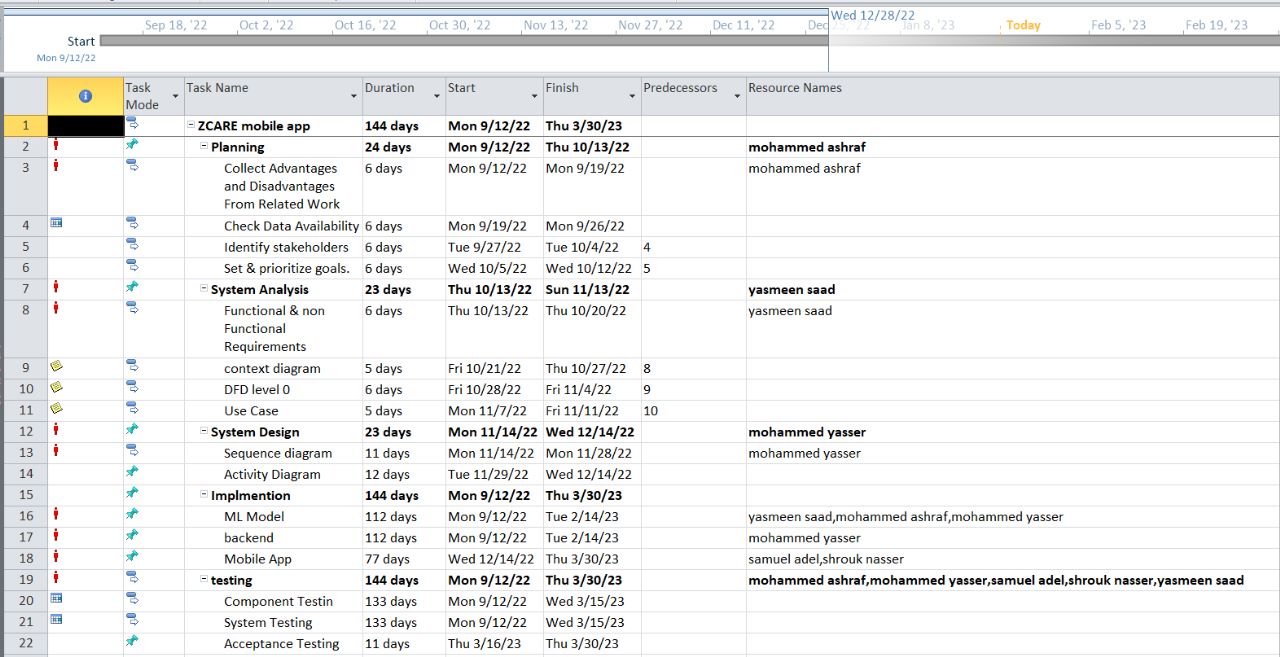 Wed 12/28/22
Sep 18, '22 Oct 2, '22 Oct 16, '22 Oct 30, '22 Nov 13, '22 Nov 27, '22 Dec 11, '22 Dec 25, '22 Jan 8, '23 Today Feb 5, '23 Feb 19, '23
Start
Mon 9/12/22
Task Mode Task Name Duration Start Finish Predecessors Resource Names
1 ZCARE mobile app 144 days Mon 9/12/22 Thu 3/30/23
2 Planning 24 days Mon 9/12/22 Thu 10/13/22 mohammed ashraf
3 Collect Advantages 6 days Mon 9/12/22 Mon 9/19/22 mohammed ashraf
and Disadvantages
From Related Work
4 Check Data Availability 6 days Mon 9/19/22 Mon 9/26/22
5 Identify stakeholders 6 days Tue 9/27/22 Tue 10/4/22 4
6 Set & prioritize goals. 6 days Wed 10/5/22 Wed 10/12/22 5
7 System Analysis 23 days Thu 10/13/22 Sun 11/13/22 yasmeen saad
8 Functional & non 6 days Thu 10/13/22 Thu 10/20/22 yasmeen saad
Functional
Requirements
9 context diagram 5 days Fri 10/21/22 Thu 10/27/22 8
10 DFD level 0 6 days Fri 10/28/22 Fri 11/4/22 9
11 Use Case 5 days Mon 11/7/22 Fri 11/11/22 10
12 System Design 23 days Mon 11/14/22 Wed 12/14/22 mohammed yasser
13 Sequence diagram 11 days Mon 11/14/22 Mon 11/28/22 mohammed yasser
14 Activity Diagram 12 days Tue 11/29/22 Wed 12/14/22
15 Implmention 144 days Mon 9/12/22 Thu 3/30/23
16 ML Model 112 days Mon 9/12/22 Tue 2/14/23 yasmeen saad,mohammed ashraf,mohammed yasser
17 backend 112 days Mon 9/12/22 Tue 2/14/23 mohammed yasser
18 Mobile App 77 days Wed 12/14/22 Thu 3/30/23 samuel adel,shrouk nasser
19 testing 144 days Mon 9/12/22 Thu 3/30/23 mohammed ashraf,mohammed yasser,samuel adel,shrouk nasser,yasmeen saad
20 Component Testin 133 days Mon 9/12/22 Wed 3/15/23
21 System Testing 133 days Mon 9/12/22 Wed 3/15/23
22 Acceptance Testing 11 days Thu 3/16/23 Thu 3/30/23